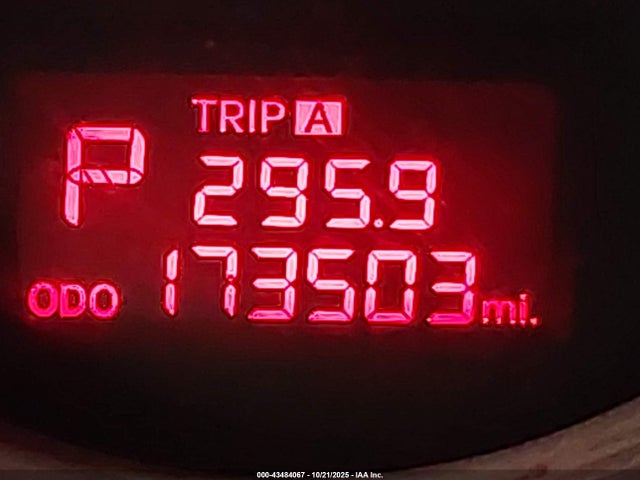 TRIP A
P
295.9
ODO 173503 mi.
000-43484067 - 10/21/2025 - IAA Inc.